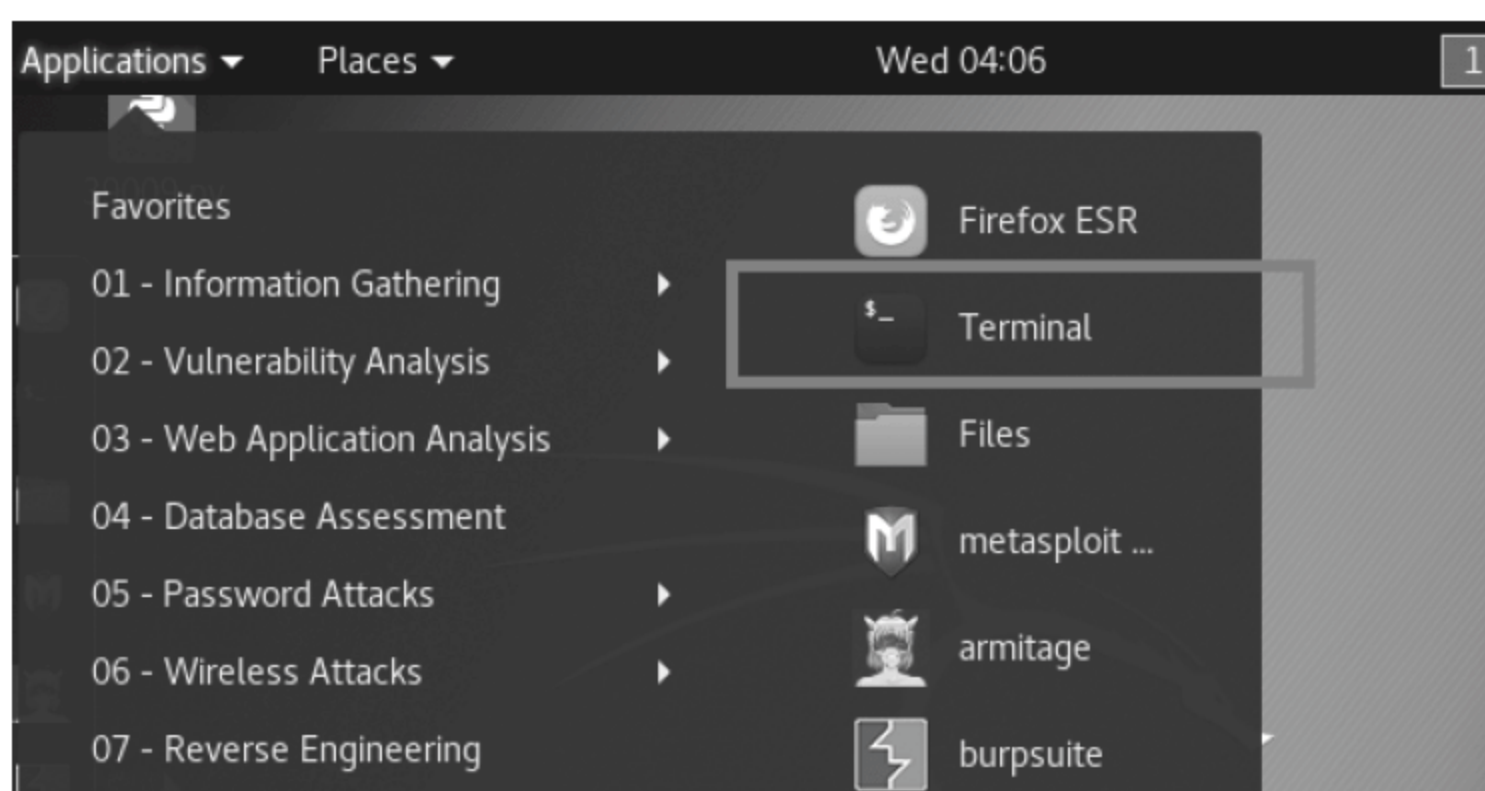 Applications Places Wed 04:06 1
Favorites
01 - Information Gathering
02 - Vulnerability Analysis
03 - Web Application Analysis
04 - Database Assessment
05 - Password Attacks
06 - Wireless Attacks
07 - Reverse Engineering
Firefox ESR
$_ Terminal
Files
metasploit ...
armitage
burpsuite